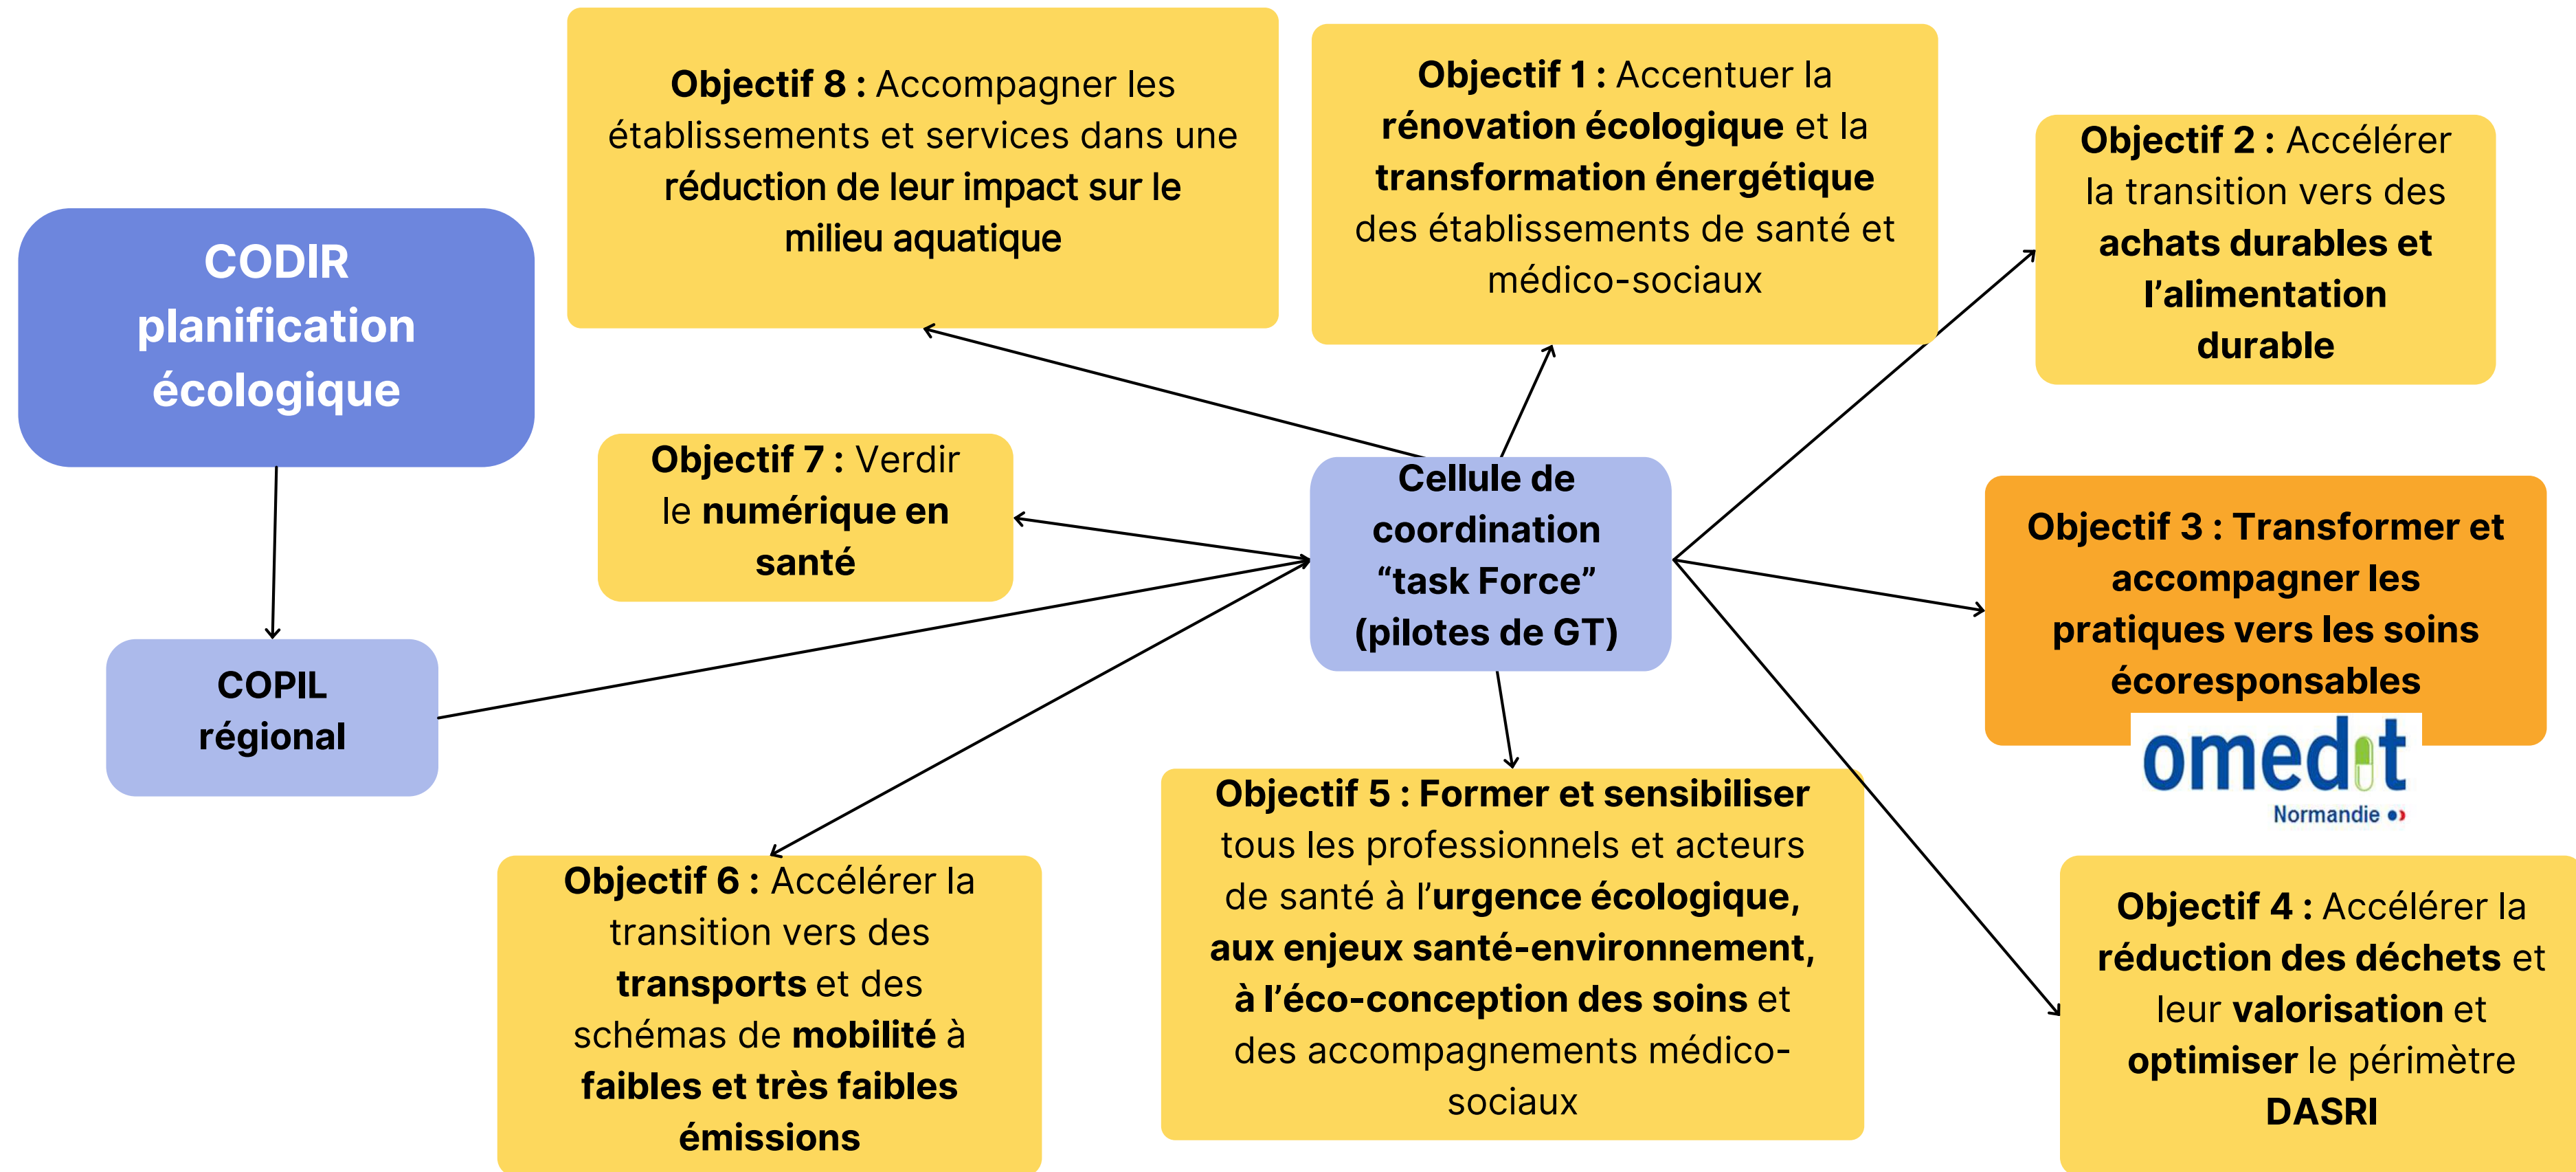 CODIR
planification
écologique
COPIL
régional
Objectif 8 : Accompagner les
établissements et services dans une
réduction de leur impact sur le
milieu aquatique
Objectif 1 : Accentuer la
rénovation écologique et la
transformation énergétique
des établissements de santé et
médico-sociaux
Objectif 2 : Accélérer
la transition vers des
achats durables et
l’alimentation
durable
Objectif 7 : Verdir
le numérique en
santé
Cellule de
coordination
“task Force”
(pilotes de GT)
Objectif 3 : Transformer et
accompagner les
pratiques vers les soins
écoresponsables
omedit
Normandie
Objectif 6 : Accélérer la
transition vers des
transports et des
schémas de mobilité à
faibles et très faibles
émissions
Objectif 5 : Former et sensibiliser
tous les professionnels et acteurs
de santé à l’urgence écologique,
aux enjeux santé-environnement,
à l’éco-conception des soins et
des accompagnements médico-
sociaux
Objectif 4 : Accélérer la
réduction des déchets et
leur valorisation et
optimiser le périmètre
DASRI